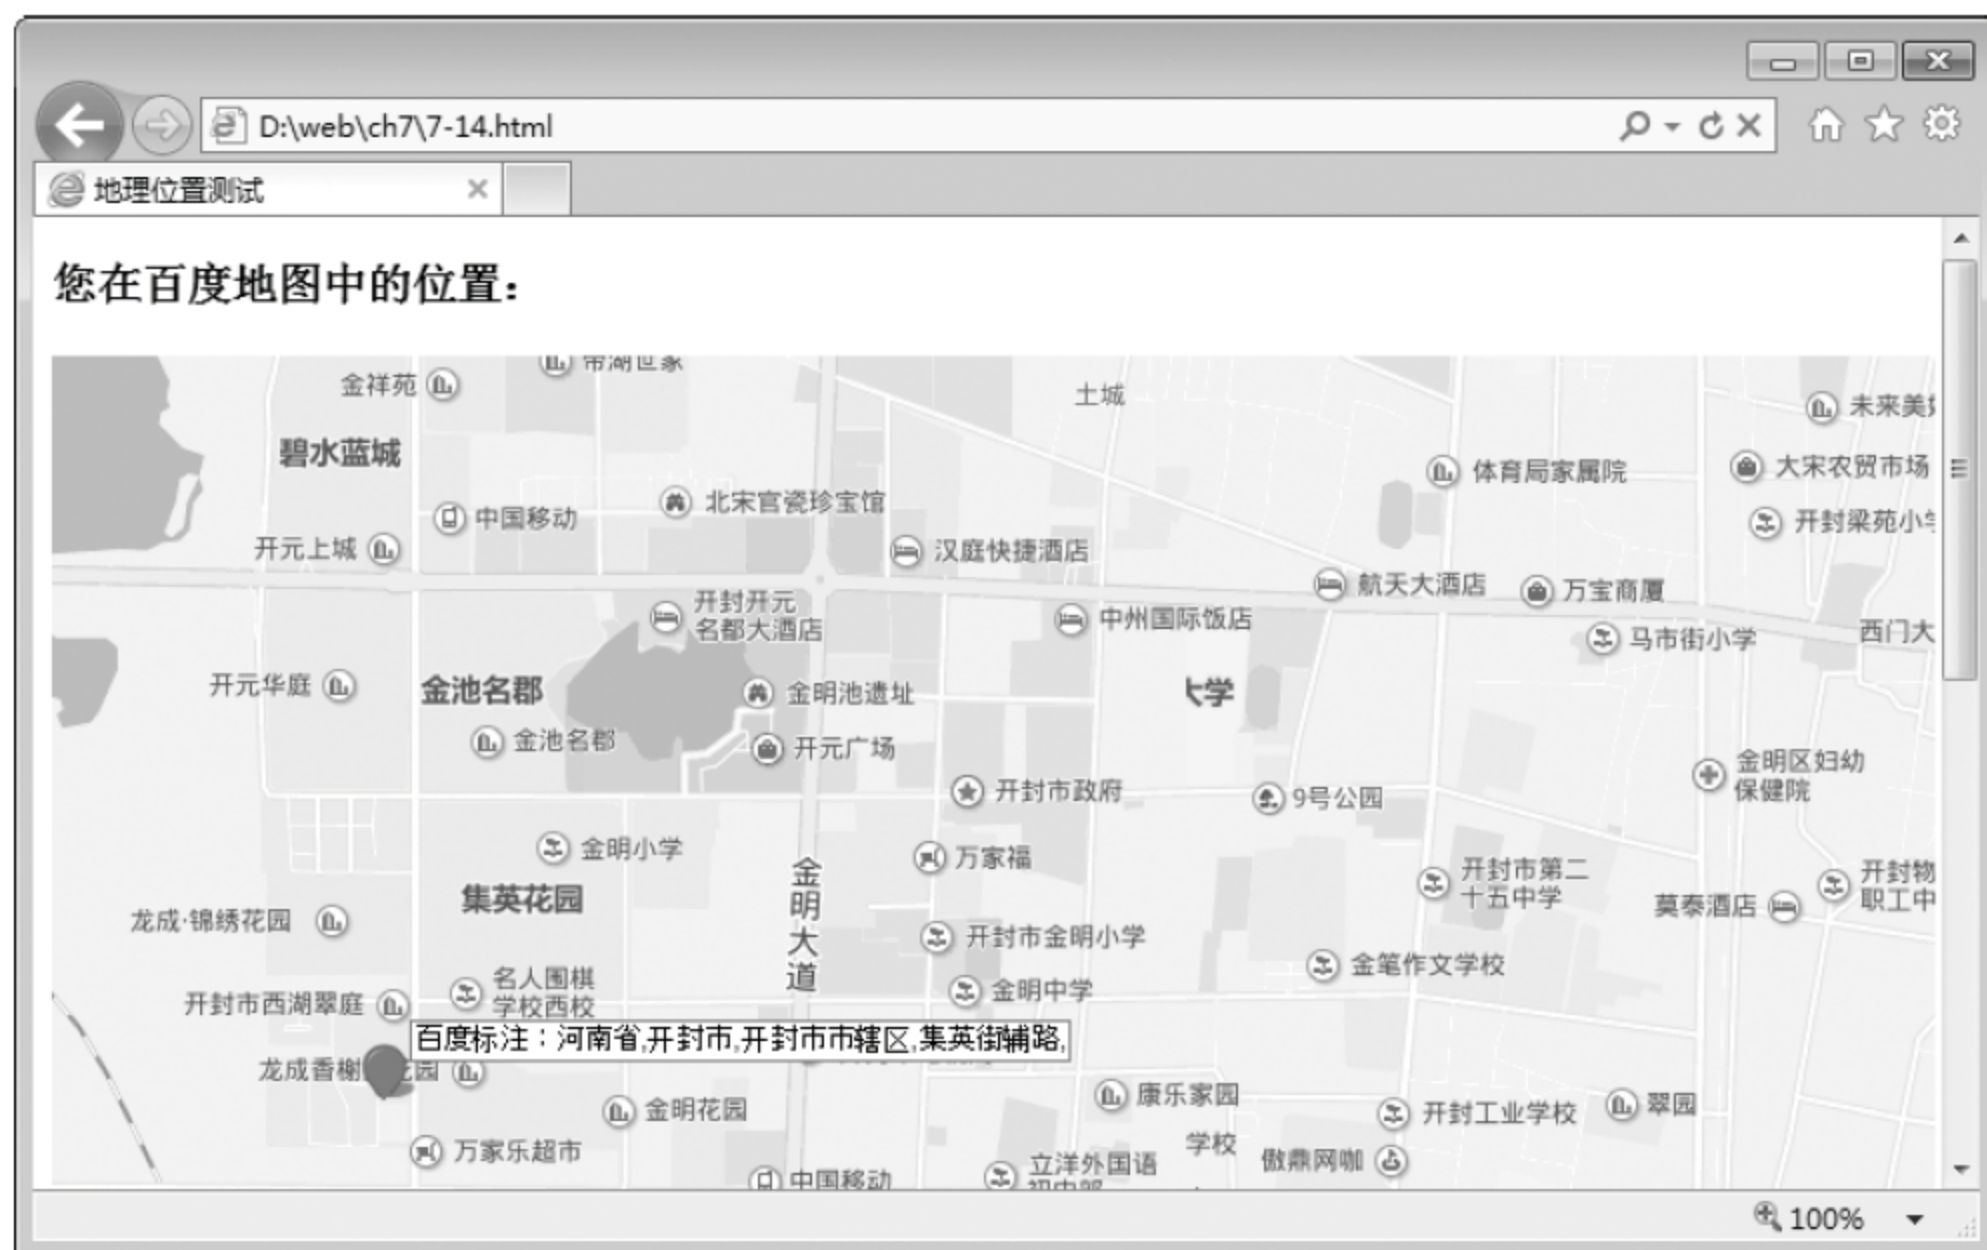 D:\web\ch7\7-14.html
地理位置测试
您在百度地图中的位置：
帝湖世家
金祥苑
土城
未来美
碧水蓝城
体育局家属院
大宋农贸市场
中国移动
北宋官瓷珍宝馆
开封梁苑小学
开元上城
汉庭快捷酒店
航天大酒店
万宝商厦
开封开元
名都大酒店
中州国际饭店
马市街小学
西门大
开元华庭
金池名郡
金明池遗址
大学
金池名郡
开元广场
金明区妇幼
保健院
开封市政府
9号公园
金明小学
万家福
金明大道
开封市第二
十五中学
开封物
职工中
集英花园
莫泰酒店
龙成·锦绣花园
开封市金明小学
金笔作文学校
名人围棋
学校西校
金明中学
开封市西湖翠庭
百度标注：河南省,开封市,开封市市辖区,集英街辅路,
龙成香榭
花园
康乐家园
翠园
金明花园
开封工业学校
万家乐超市
学校
傲鼎网咖
立洋外国语
初中部
中国移动
100%